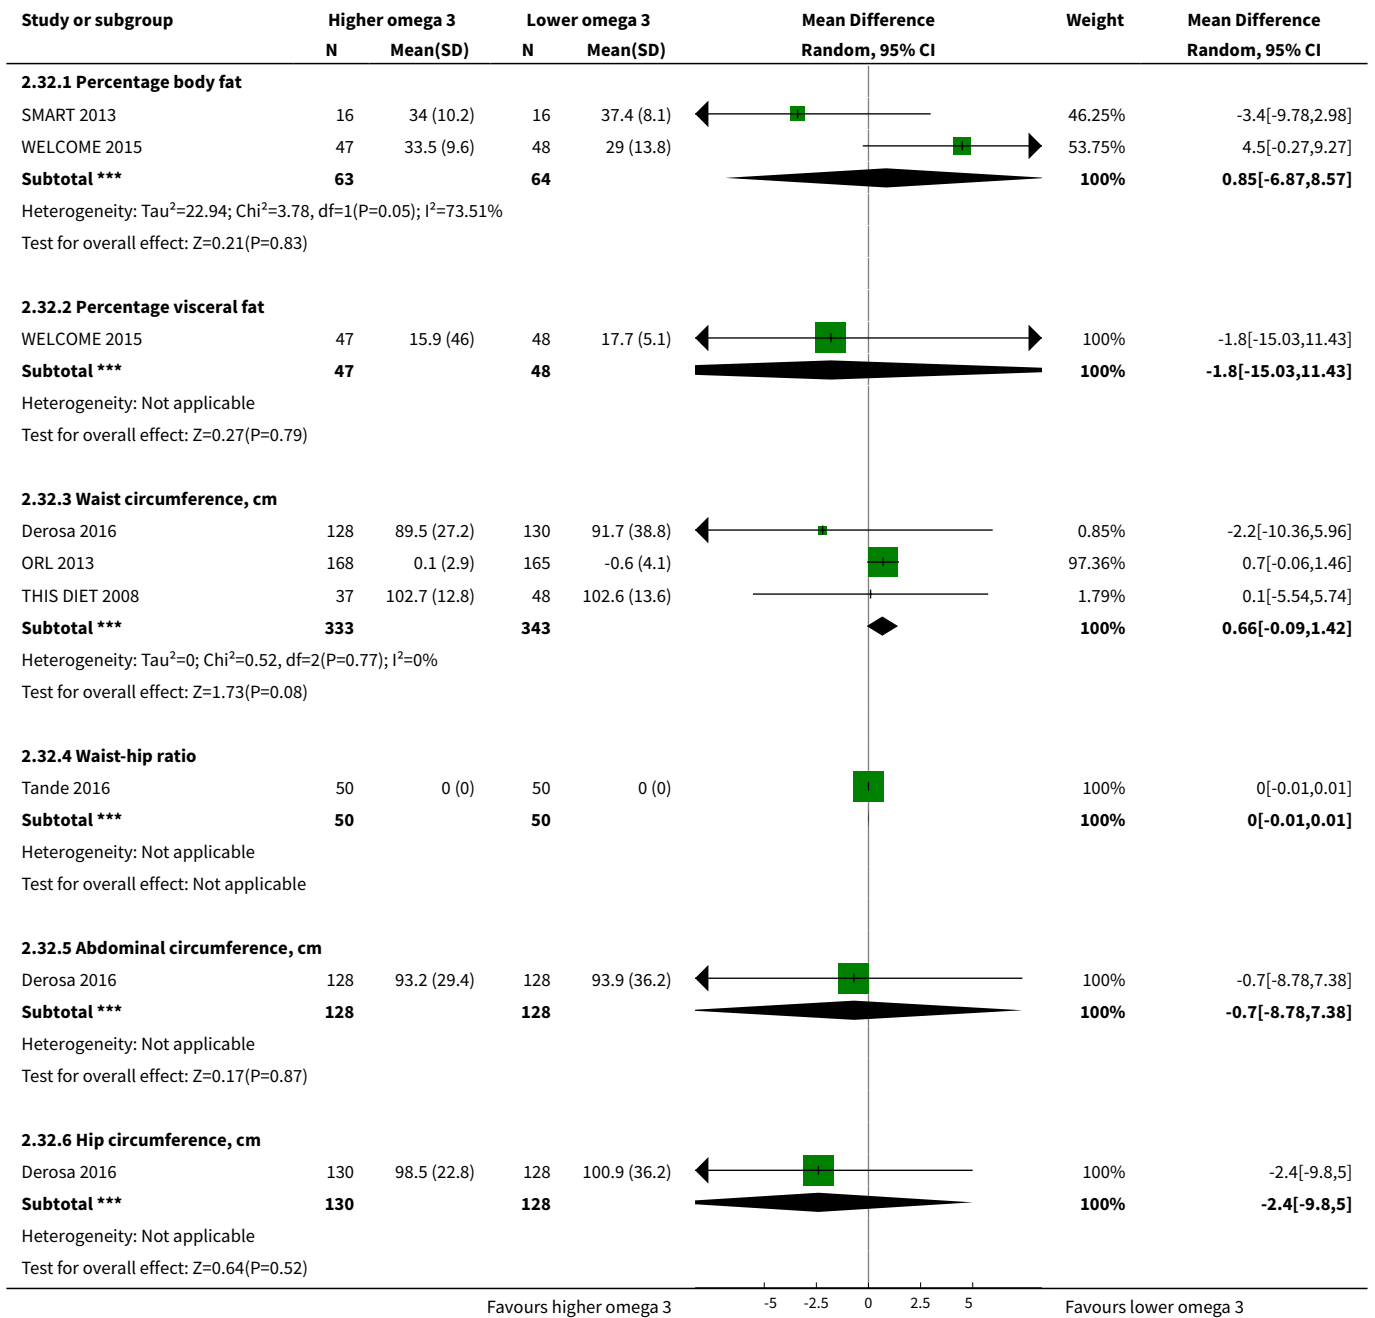 Study or subgroup Higher omega 3 Lower omega 3 Mean Difference Weight Mean Difference
N Mean(SD) N Mean(SD) Random, 95% CI Random, 95% CI
2.32.1 Percentage body fat
SMART 2013 16 34 (10.2) 16 37.4 (8.1) 46.25% -3.4[-9.78,2.98]
WELCOME 2015 47 33.5 (9.6) 48 29 (13.8) 53.75% 4.5[-0.27,9.27]
Subtotal *** 63 64 100% 0.85[-6.87,8.57]
Heterogeneity: Tau²=22.94; Chi²=3.78, df=1(P=0.05); I²=73.51%
Test for overall effect: Z=0.21(P=0.83)
2.32.2 Percentage visceral fat
WELCOME 2015 47 15.9 (46) 48 17.7 (5.1) 100% -1.8[-15.03,11.43]
Subtotal *** 47 48 100% -1.8[-15.03,11.43]
Heterogeneity: Not applicable
Test for overall effect: Z=0.27(P=0.79)
2.32.3 Waist circumference, cm
Derosa 2016 128 89.5 (27.2) 130 91.7 (38.8) 0.85% -2.2[-10.36,5.96]
ORL 2013 168 0.1 (2.9) 165 -0.6 (4.1) 97.36% 0.7[-0.06,1.46]
THIS DIET 2008 37 102.7 (12.8) 48 102.6 (13.6) 1.79% 0.1[-5.54,5.74]
Subtotal *** 333 343 100% 0.66[-0.09,1.42]
Heterogeneity: Tau²=0; Chi²=0.52, df=2(P=0.77); I²=0%
Test for overall effect: Z=1.73(P=0.08)
2.32.4 Waist-hip ratio
Tande 2016 50 0 (0) 50 0 (0) 100% 0[-0.01,0.01]
Subtotal *** 50 50 100% 0[-0.01,0.01]
Heterogeneity: Not applicable
Test for overall effect: Not applicable
2.32.5 Abdominal circumference, cm
Derosa 2016 128 93.2 (29.4) 128 93.9 (36.2) 100% -0.7[-8.78,7.38]
Subtotal *** 128 128 100% -0.7[-8.78,7.38]
Heterogeneity: Not applicable
Test for overall effect: Z=0.17(P=0.87)
2.32.6 Hip circumference, cm
Derosa 2016 130 98.5 (22.8) 128 100.9 (36.2) 100% -2.4[-9.8,5]
Subtotal *** 130 128 100% -2.4[-9.8,5]
Heterogeneity: Not applicable
Test for overall effect: Z=0.64(P=0.52)
Favours higher omega 3 -5 -2.5 0 2.5 5 Favours lower omega 3